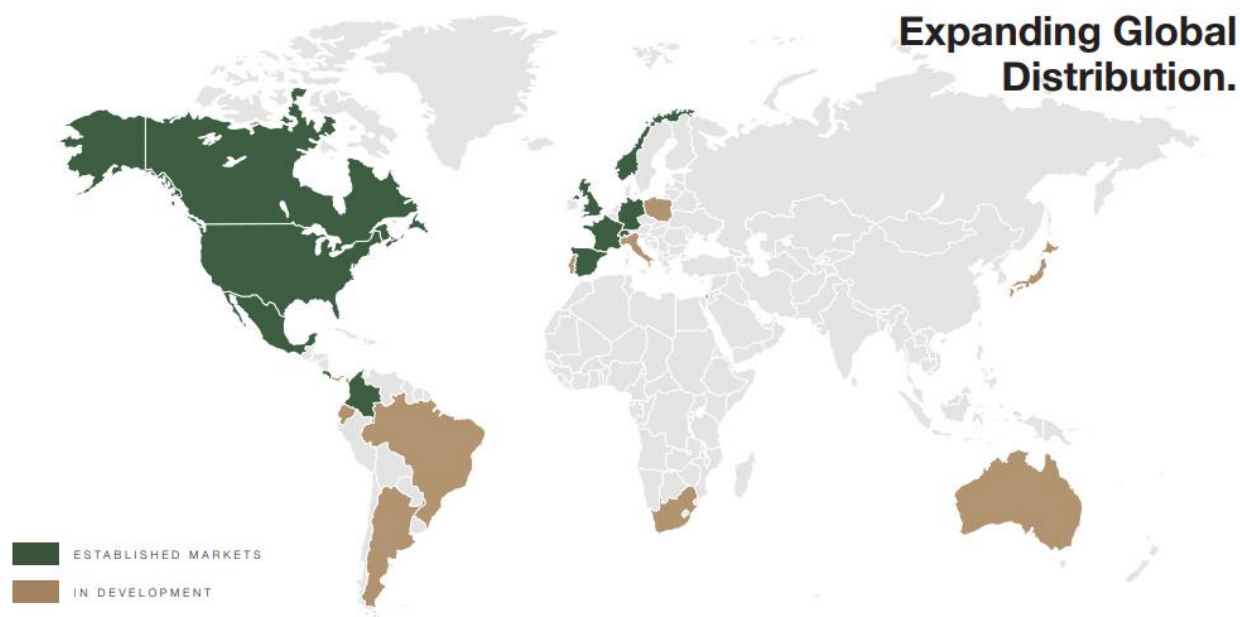 Expanding Global
Distribution.
ESTABLISHED MARKETS
IN DEVELOPMENT